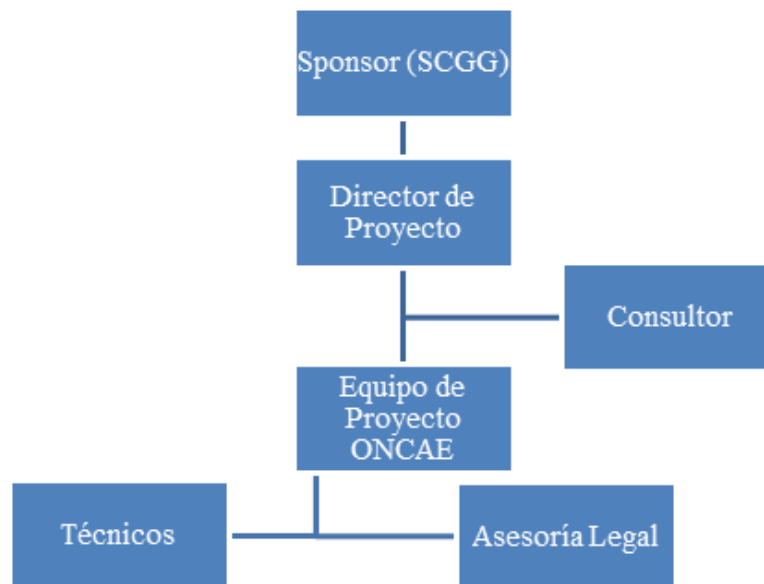 Sponsor (SCGG)
Director de
Proyecto
Consultor
Equipo de
Proyecto
ONCAE
Técnicos
Asesoría Legal